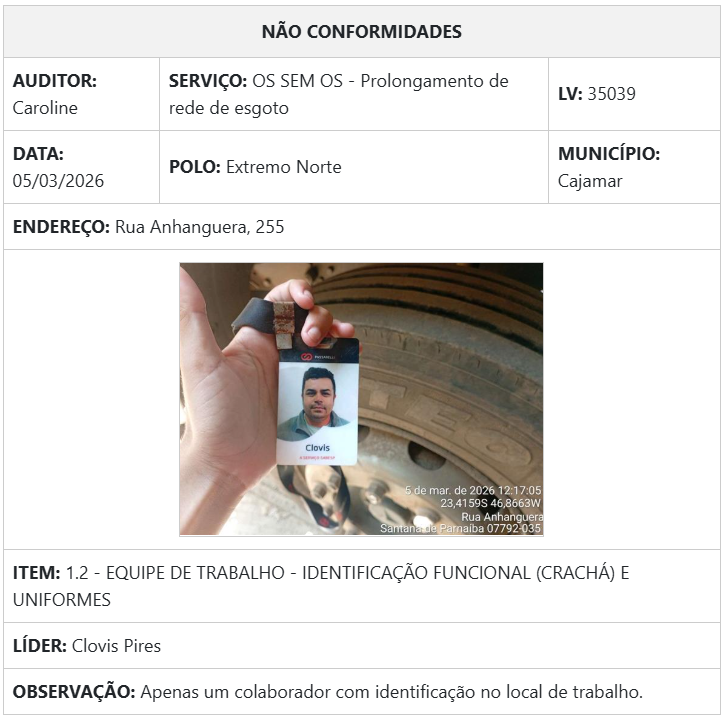 NÃO CONFORMIDADES
AUDITOR:
Caroline
SERVIÇO: OS SEM OS - Prolongamento de
rede de esgoto
LV: 35039
DATA:
05/03/2026
POLO: Extremo Norte
MUNICÍPIO:
Cajamar
ENDEREÇO: Rua Anhanguera, 255
Clovis
5 de mar. de 2026 12:17:05
23,4159S 46,8663W
Rua Anhanguera
Santana de Parnaíba 07792-035
ITEM: 1.2 - EQUIPE DE TRABALHO - IDENTIFICAÇÃO FUNCIONAL (CRACHÁ) E
UNIFORMES
LÍDER: Clovis Pires
OBSERVAÇÃO: Apenas um colaborador com identificação no local de trabalho.